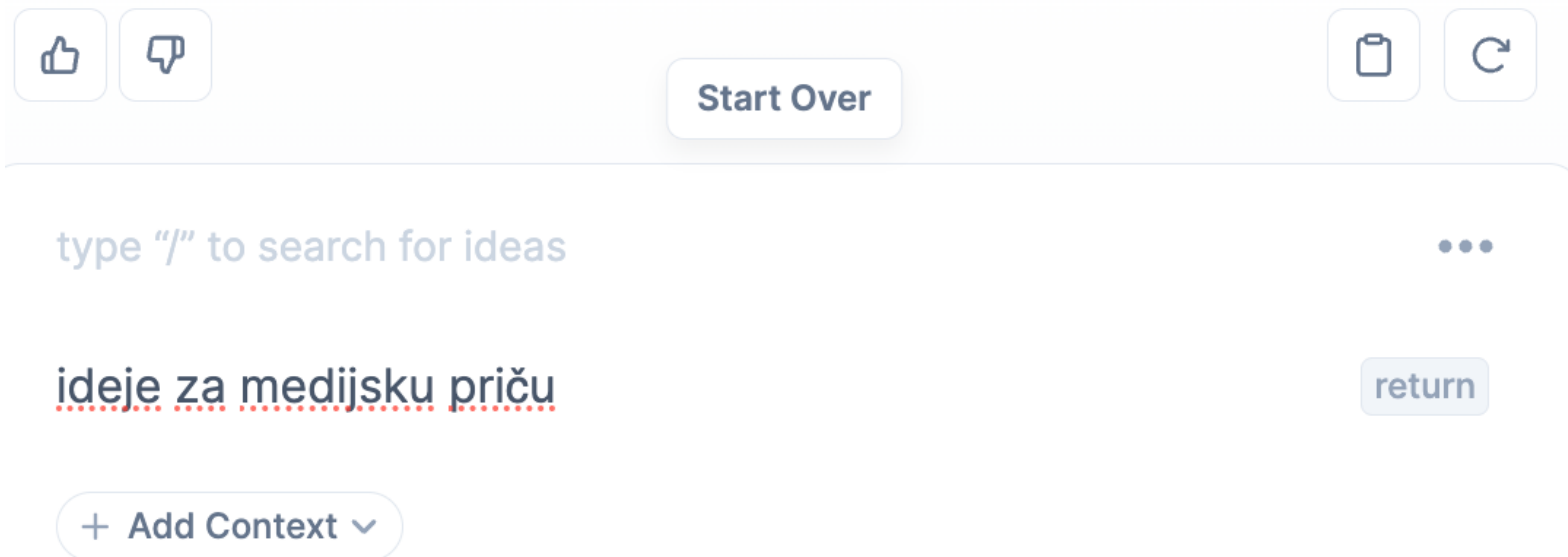 Start Over
type “/” to search for ideas
ideje za medijsku priču
return
Add Context